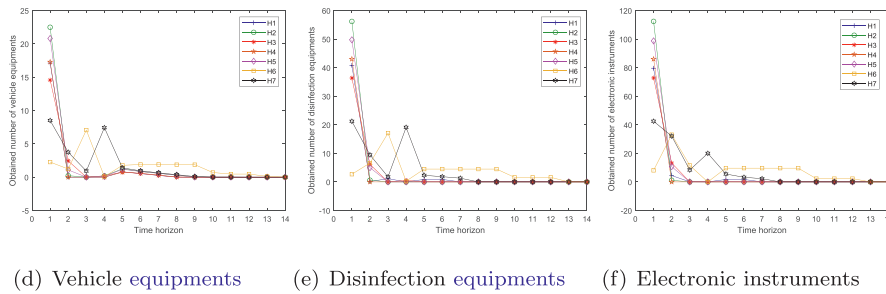 25
20
15
10
5
0
-5
Obtained number of vehicle equipments
0 1 2 3 4 5 6 7 8 9 10 11 12 13 14
Time horizon
H1
H2
H3
H4
H5
H6
H7
60
50
40
30
20
10
0
-10
Obtained number of disinfection equipments
0 1 2 3 4 5 6 7 8 9 10 11 12 13 14
Time horizon
H1
H2
H3
H4
H5
H6
H7
120
100
80
60
40
20
0
-20
Obtained number of electronic instruments
0 1 2 3 4 5 6 7 8 9 10 11 12 13
Time horizon
H1
H2
H3
H4
H5
H6
H7
(d) Vehicle equipments
(e) Disinfection equipments
(f) Electronic instruments